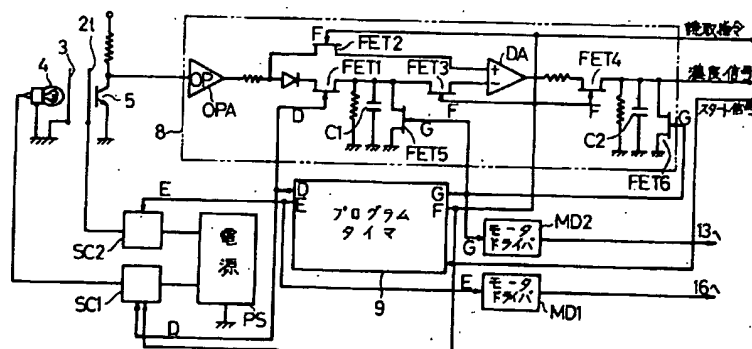 読取指令
濃度信号
スタート信号
3
21
4
5
8
OP
OPA
F
FET2
FET1
D
C1
FET3
F
G
FET5
DA
FET4
F
C2
G
FET6
E
D
E
プログラム
タイマ
G
F
9
SC2
SC1
電源
PS
D
G
モータ
ドライバ
MD2
13へ
E
モータ
ドライバ
MD1
16へ